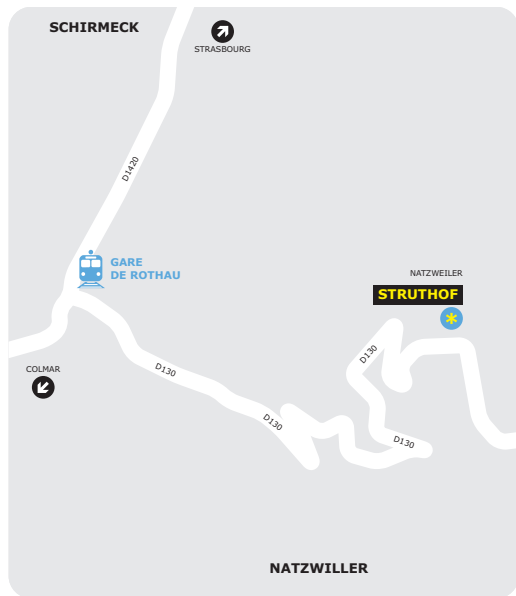 SCHIRMECK
STRASBOURG
D1420
GARE
DE ROTHAU
NATZWEILER
STRUTHOF
*
D130
COLMAR
D130
D130
D130
NATZWILLER